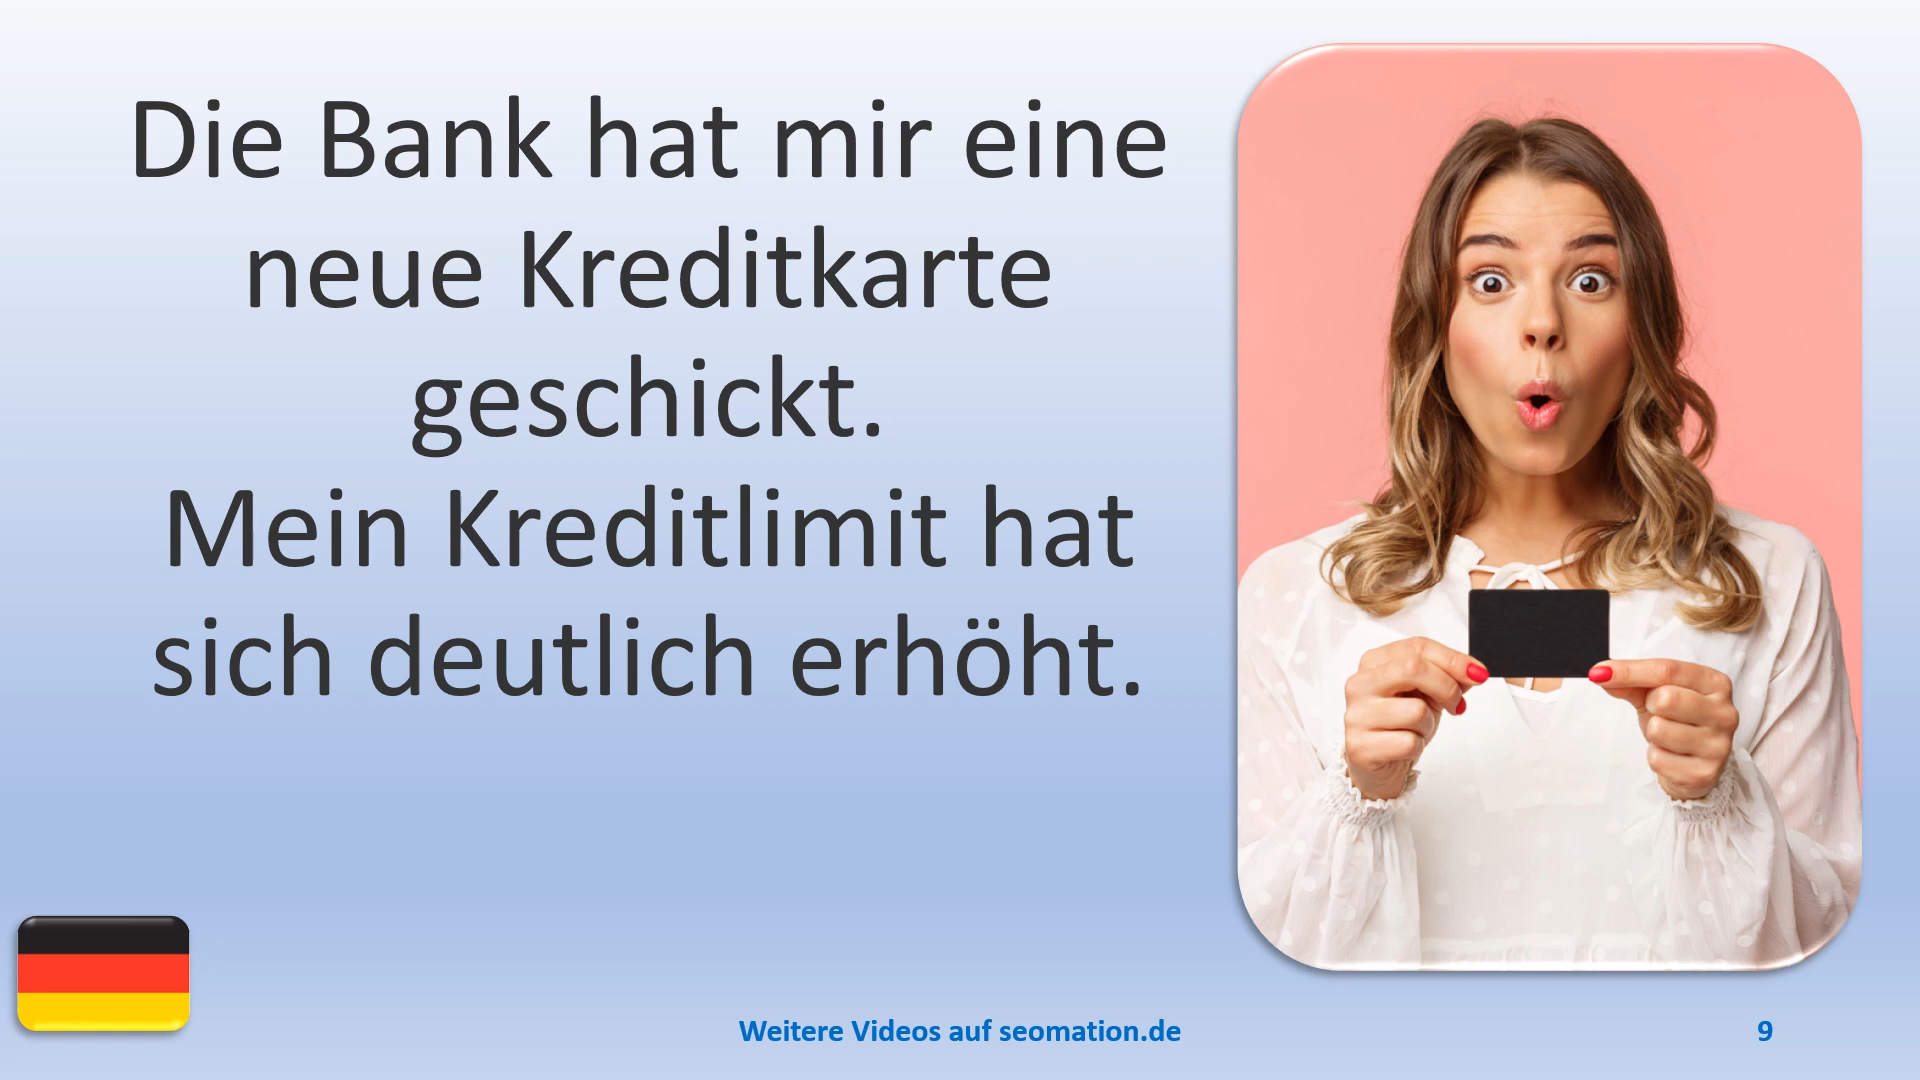 Die Bank hat mir eine
neue Kreditkarte
geschickt.
Mein Kreditlimit hat
sich deutlich erhöht.
Weitere Videos auf seomation.de
9